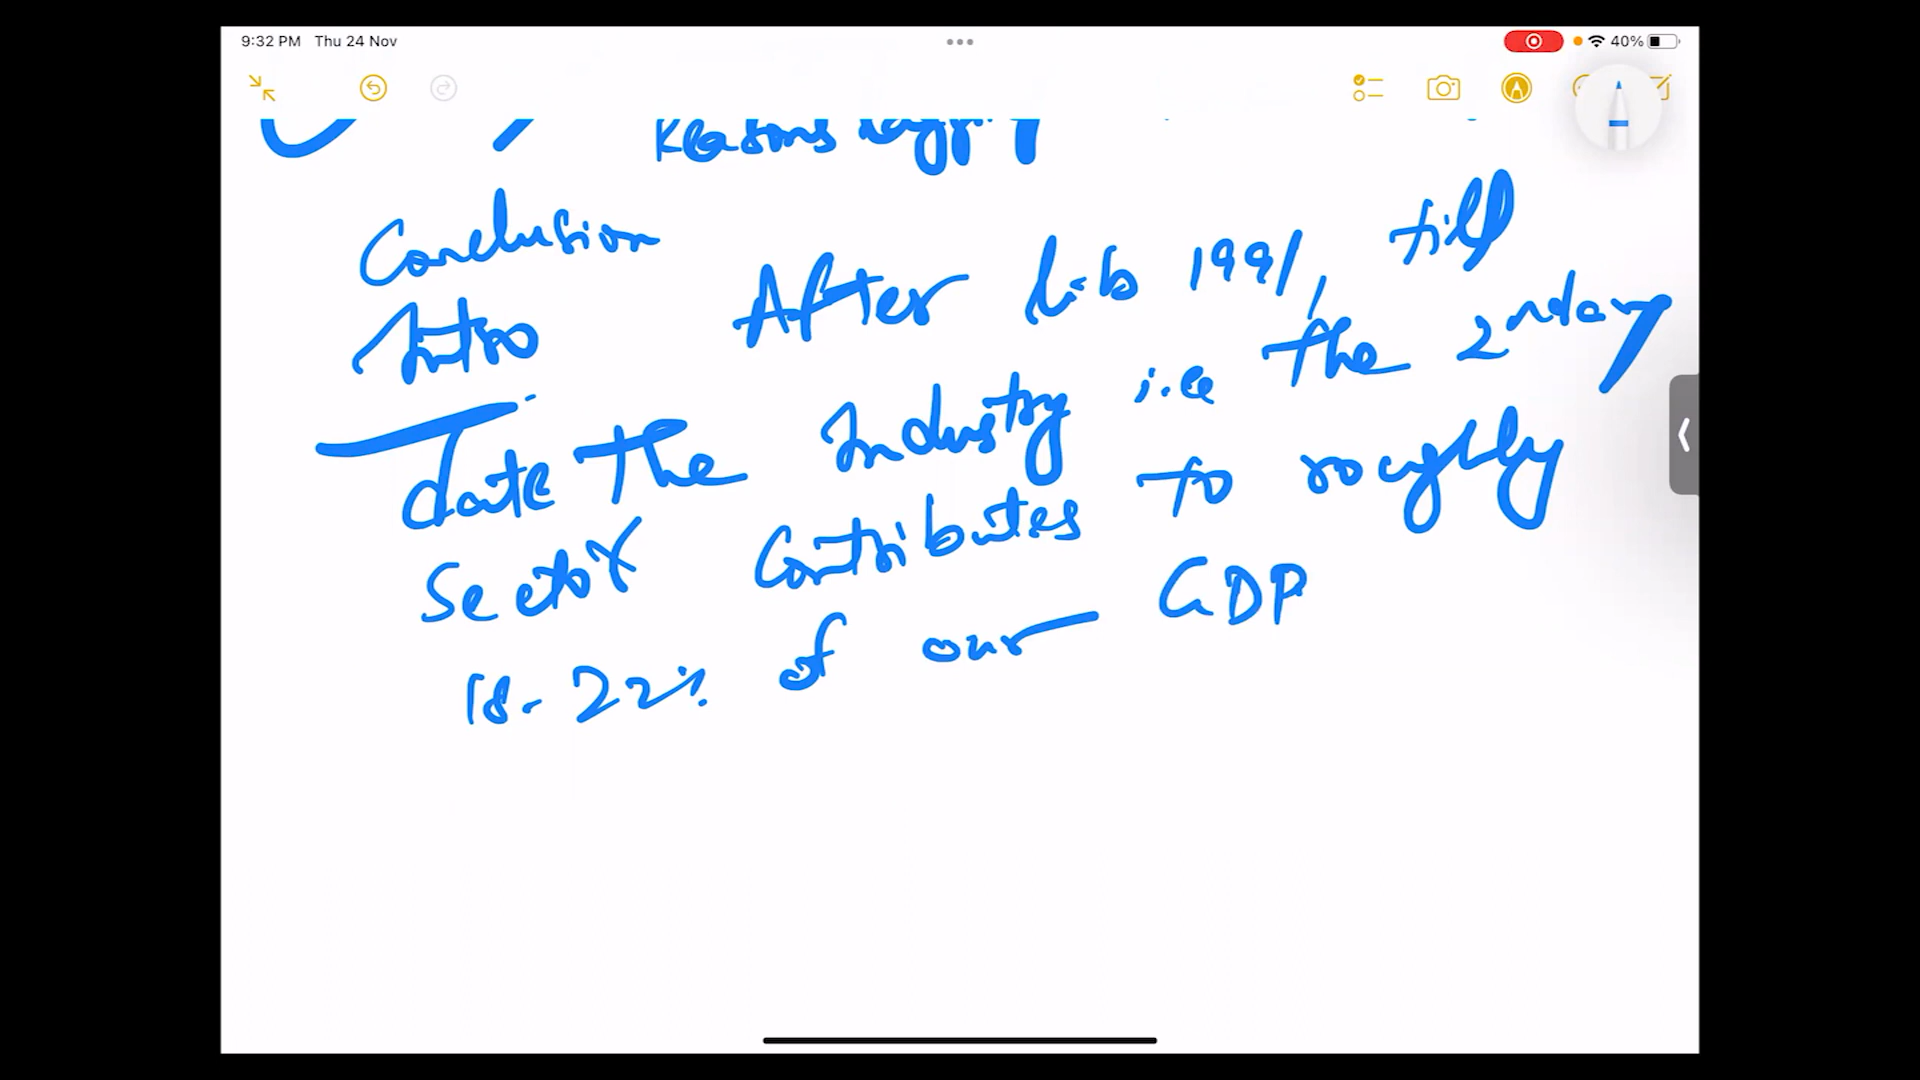 9:32 PM Thu 24 Nov
40%
Reasons
Conclusion
Intro After lib 1991, till
date the Industry i.e the 2ndary
Sector contributes to roughly
18-22% of our GDP